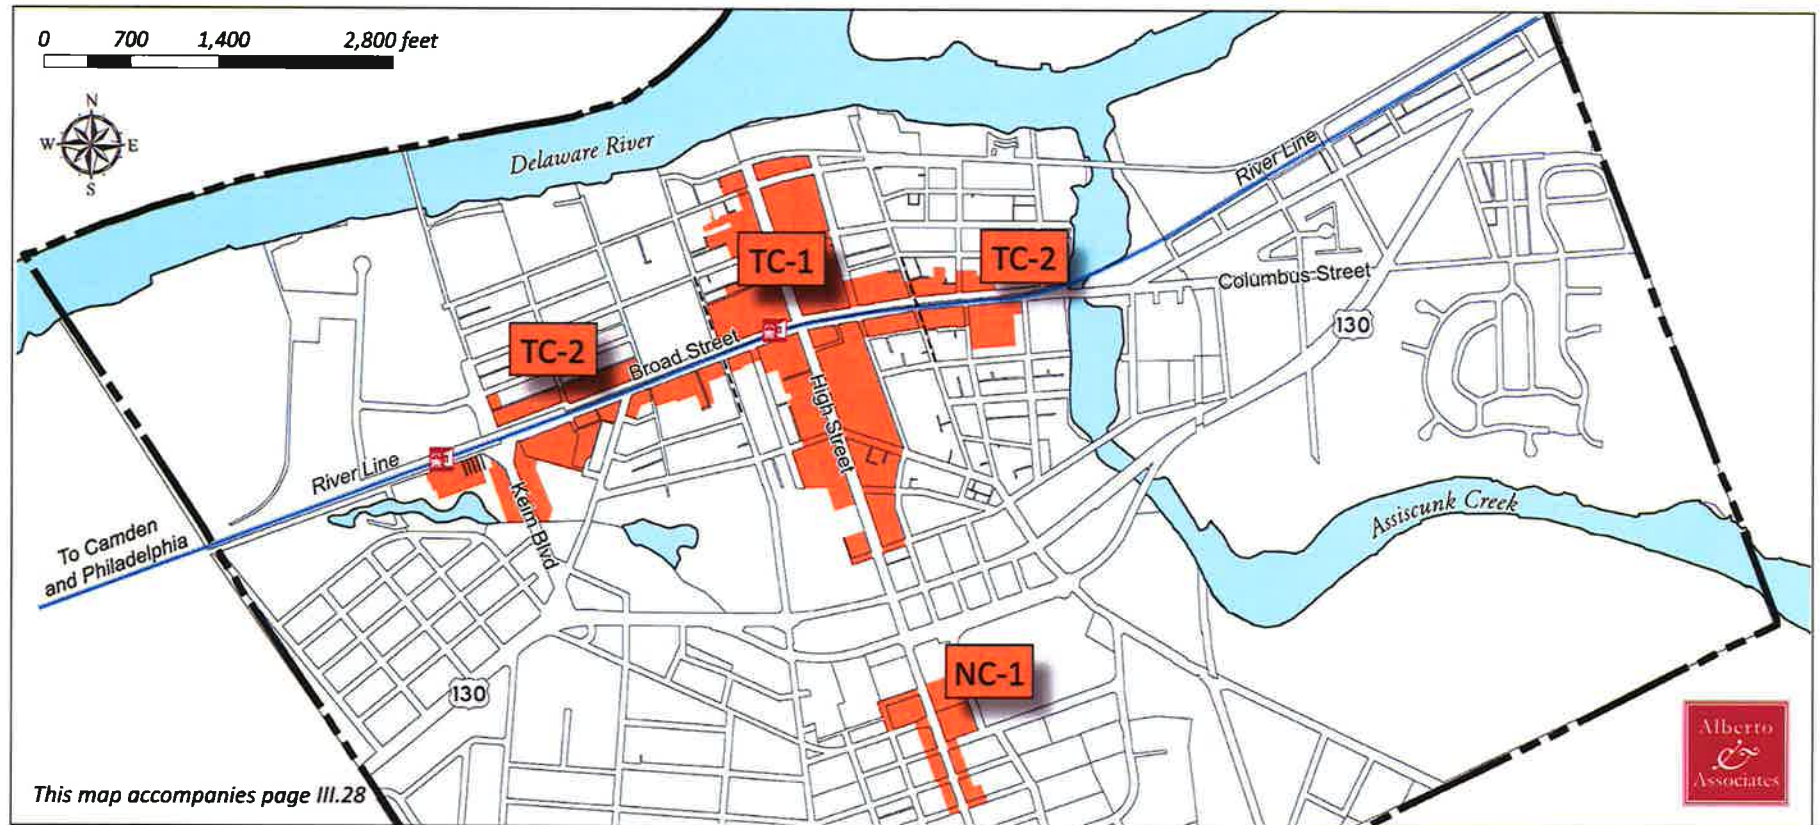 0 700 1,400 2,800 feet
N
W E
S
Delaware River
River Line
TC-1
TC-2
Columbus Street
130
TC-2
Broad Street
High Street
River Line
Keim Blvd
To Camden
and Philadelphia
Assiscunk Creek
NC-1
130
Alberto
&
Associates
This map accompanies page III.28